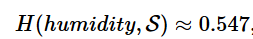 H(humidity, 𝒮) ≈ 0.547,